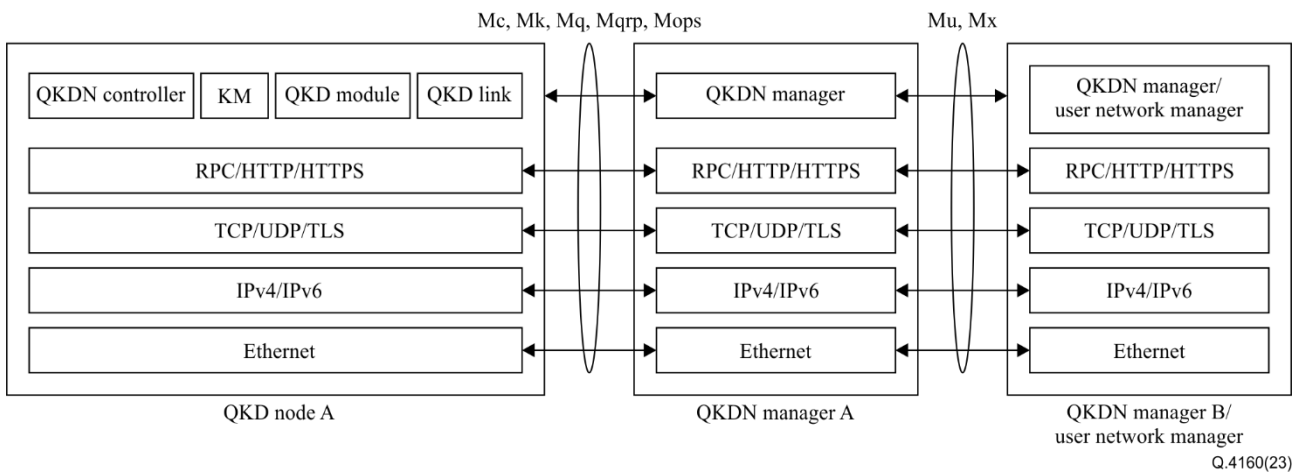 Mc, Mk, Mq, Mqrp, Mops
Mu, Mx
QKDN controller
KM
QKD module
QKD link
QKDN manager
QKDN manager/
user network manager
RPC/HTTP/HTTPS
RPC/HTTP/HTTPS
RPC/HTTP/HTTPS
TCP/UDP/TLS
TCP/UDP/TLS
TCP/UDP/TLS
IPv4/IPv6
IPv4/IPv6
IPv4/IPv6
Ethernet
Ethernet
Ethernet
QKD node A
QKDN manager A
QKDN manager B/
user network manager
Q.4160(23)